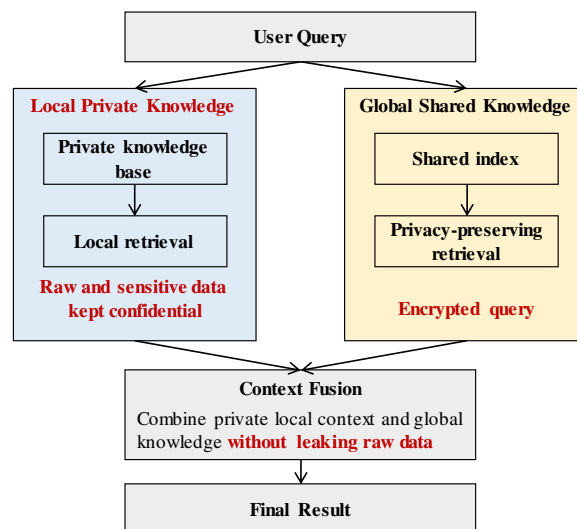 User Query
Local Private Knowledge
Private knowledge
base
Local retrieval
Raw and sensitive data
kept confidential
Global Shared Knowledge
Shared index
Privacy-preserving
retrieval
Encrypted query
Context Fusion
Combine private local context and global
knowledge without leaking raw data
Final Result